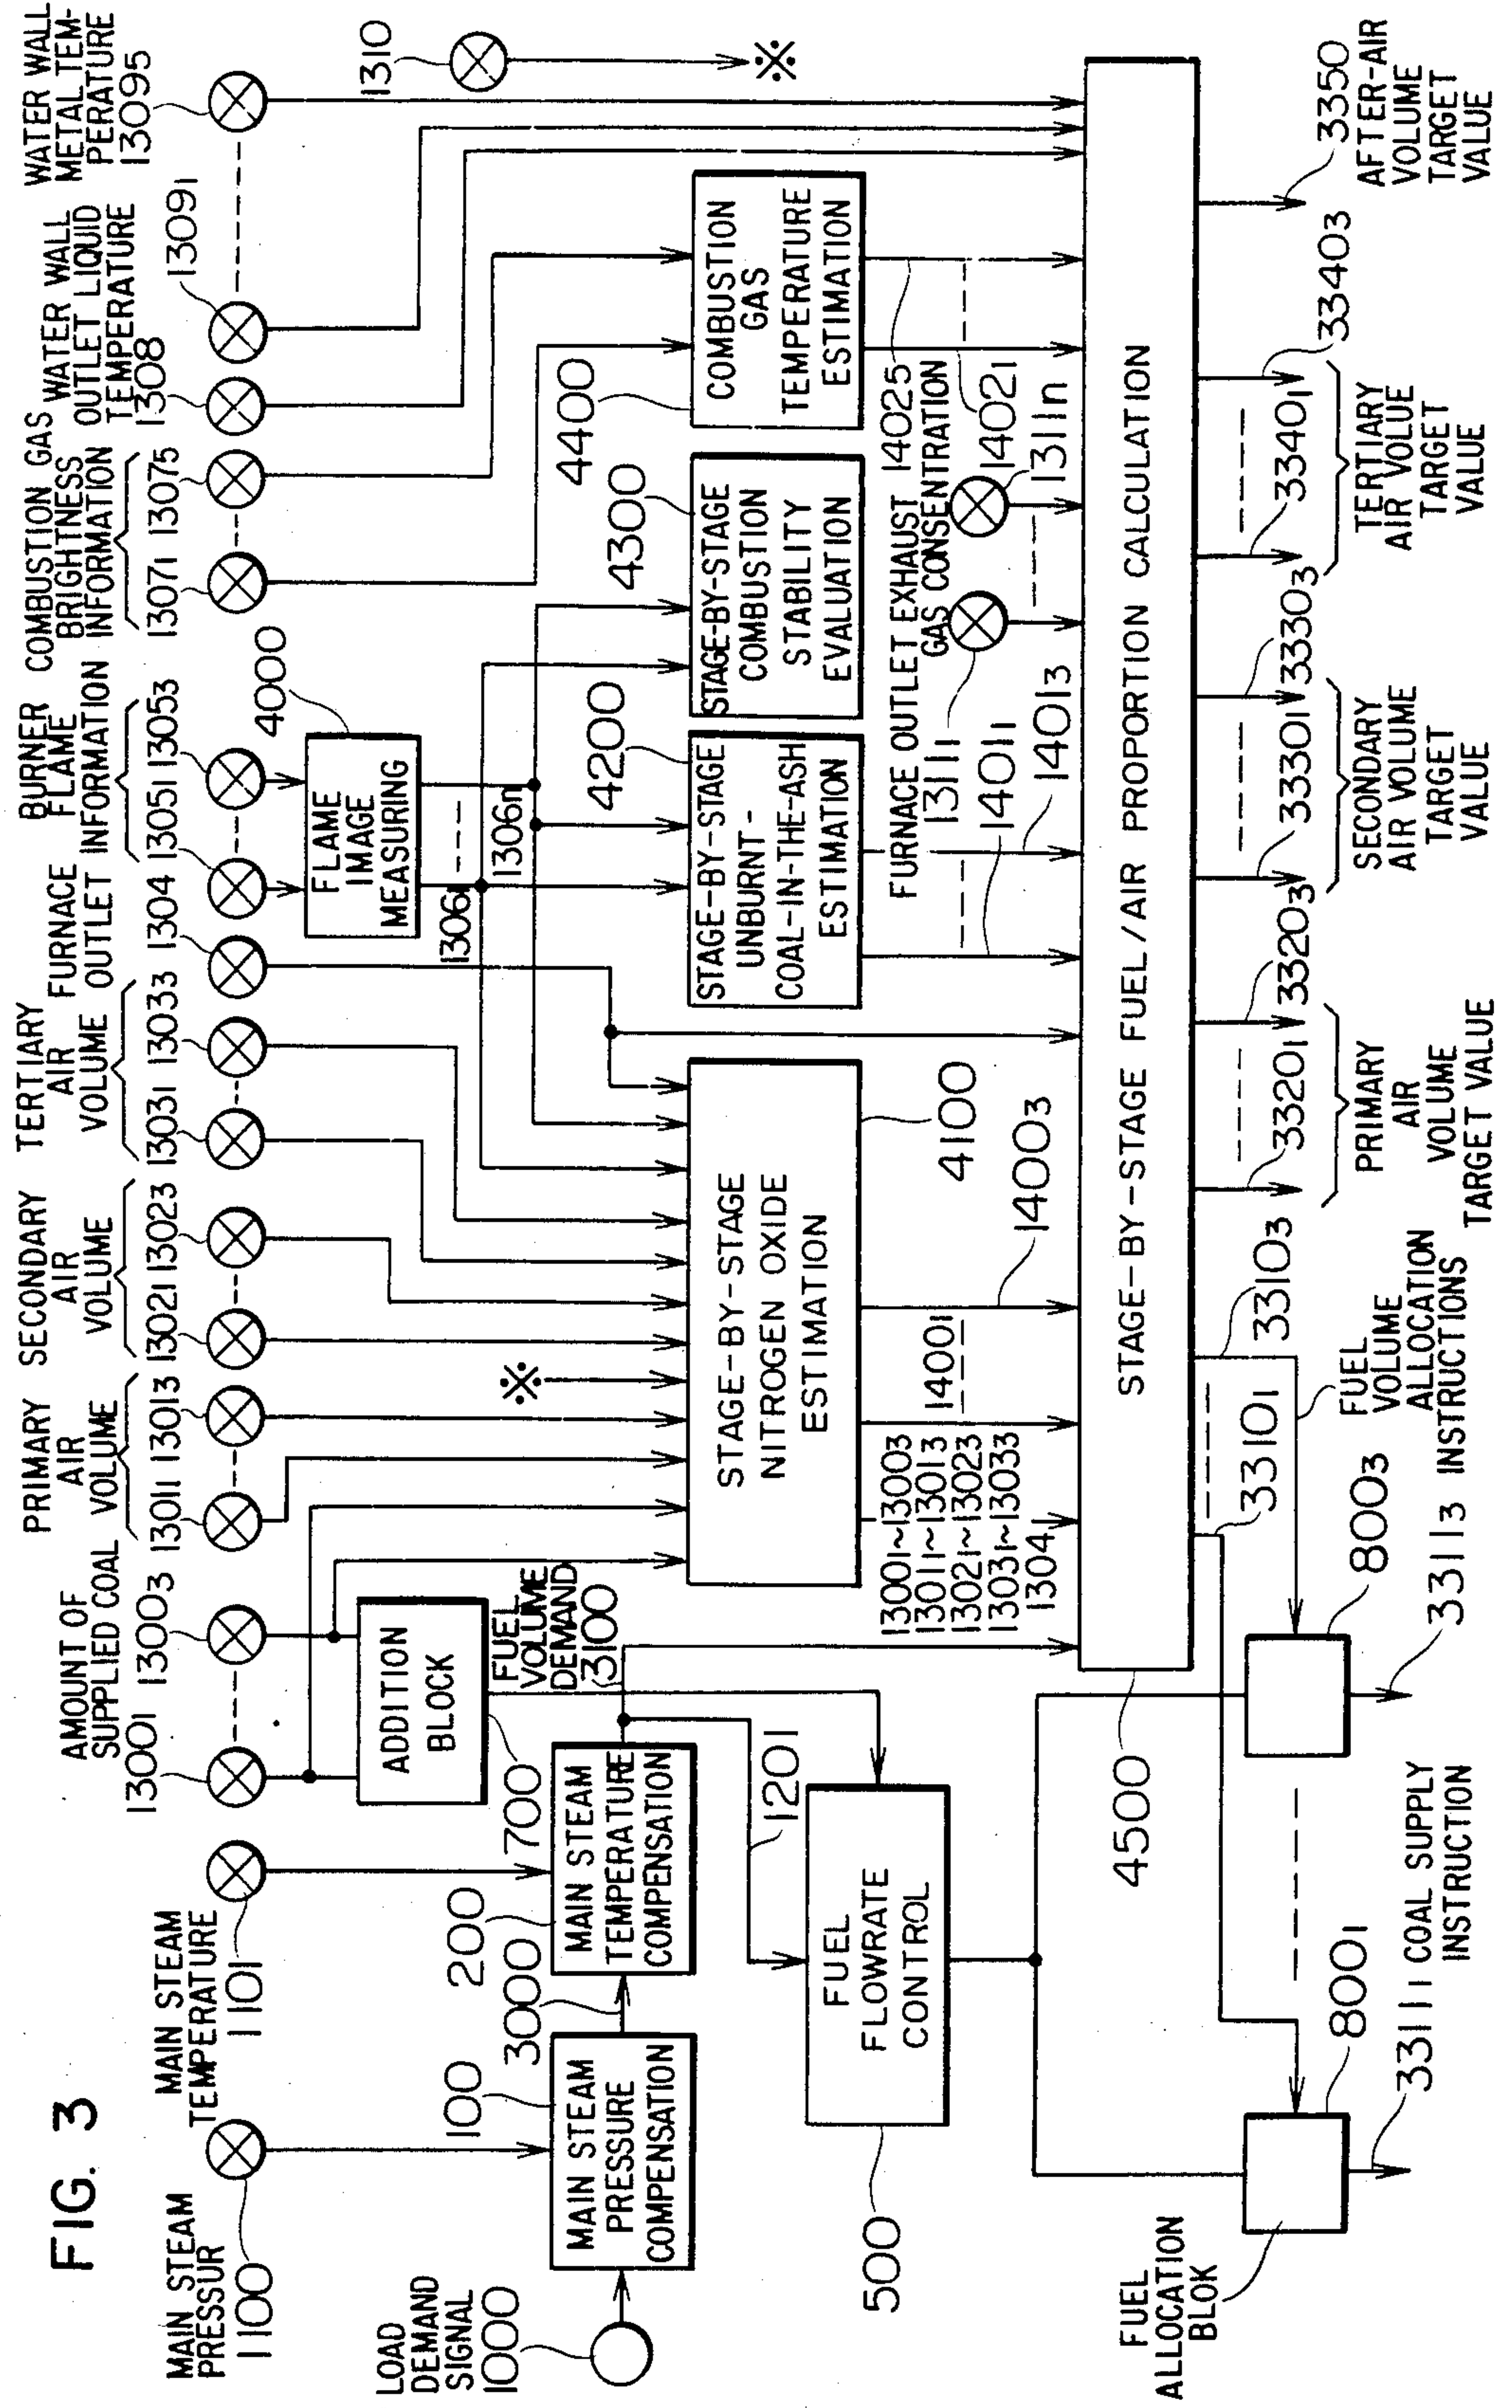 FIG. 3
MAIN STEAM
PRESSUR
1100
MAIN STEAM
TEMPERATURE
1101
AMOUNT OF
SUPPLIED COAL
13001
13003
PRIMARY
AIR
VOLUME
13011
13013
SECONDARY
AIR
VOLUME
13021
13023
TERTIARY
AIR
VOLUME
13031
13033
FURNACE
OUTLET
1304
BURNER
FLAME
INFORMATION
13051
13053
COMBUSTION GAS
BRIGHTNESS
INFORMATION
13071
13075
WATER WALL
OUTLET LIQUID
TEMPERATURE
1308
13091
WATER WALL
METAL TEM-
PERATURE
13095
1310
※
LOAD
DEMAND
SIGNAL
1000
100
MAIN STEAM
PRESSURE
COMPENSATION
3000
200
MAIN STEAM
TEMPERATURE
COMPENSATION
700
ADDITION
BLOCK
FUEL
VOLUME
DEMAND
3100
1201
500
FUEL
FLOWRATE
CONTROL
4000
FLAME
IMAGE
MEASURING
1306n
※
4100
STAGE-BY-STAGE
NITROGEN OXIDE
ESTIMATION
4200
STAGE-BY-STAGE
UNBURNT-
COAL-IN-THE-ASH
ESTIMATION
4300
STAGE-BY-STAGE
COMBUSTION
STABILITY
EVALUATION
4400
COMBUSTION
GAS
TEMPERATURE
ESTIMATION
13001~13003
13011~13013
13021~13023
13031~13033
1304
14001
14003
14011
14013
FURNACE OUTLET EXHAUST
GAS CONSENTRATION
13111
1311n
14021
14025
4500
STAGE-BY-STAGE FUEL/AIR PROPORTION CALCULATION
FUEL
ALLOCATION
BLOK
8001
33111 COAL SUPPLY
INSTRUCTION
8003
33113
33101
33103
FUEL
VOLUME
ALLOCATION
INSTRUCTIONS
33201
33203
PRIMARY
AIR
VOLUME
TARGET VALUE
33301
33303
SECONDARY
AIR VOLUME
TARGET
VALUE
33401
33403
TERTIARY
AIR VOLUME
TARGET
VALUE
3350
AFTER-AIR
VOLUME
TARGET
VALUE